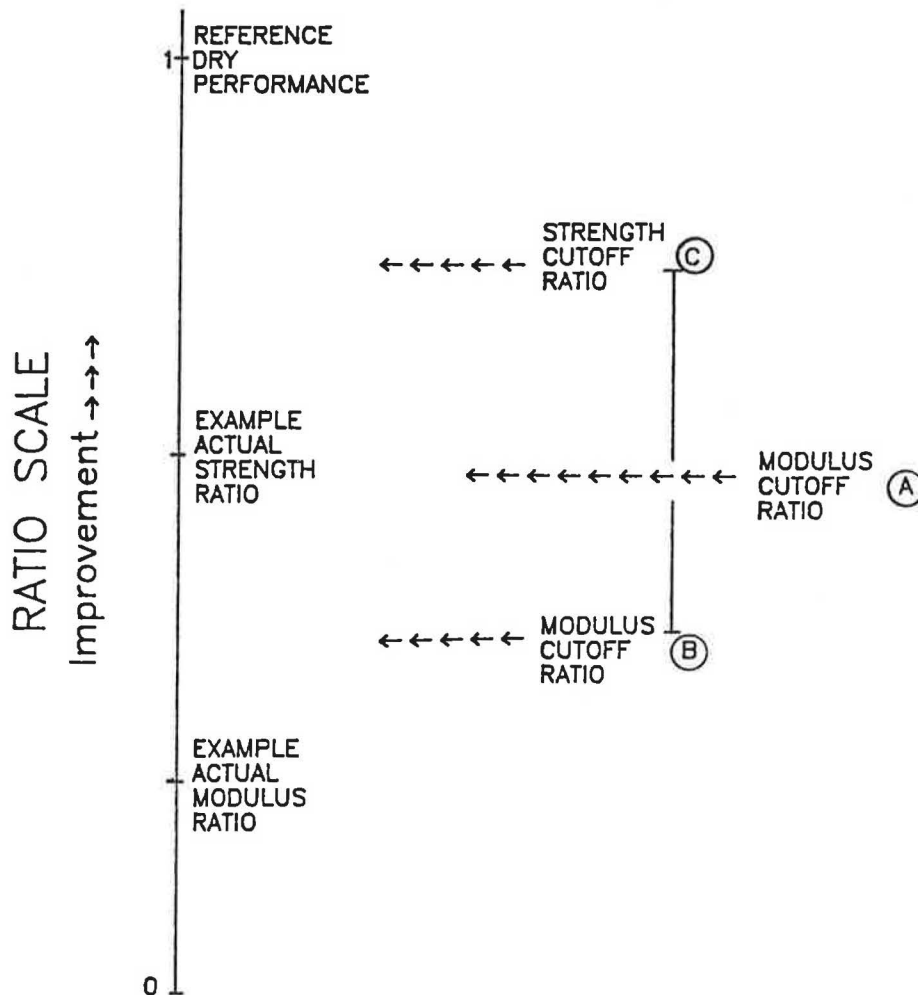 REFERENCE
1 DRY
PERFORMANCE
STRENGTH
CUTOFF
RATIO
C
RATIO SCALE
Improvement →→→
EXAMPLE
ACTUAL
STRENGTH
RATIO
←←←←←
←←←←←←←←←
MODULUS
CUTOFF
RATIO
A
←←←←←
MODULUS
CUTOFF
RATIO
B
EXAMPLE
ACTUAL
MODULUS
RATIO
0